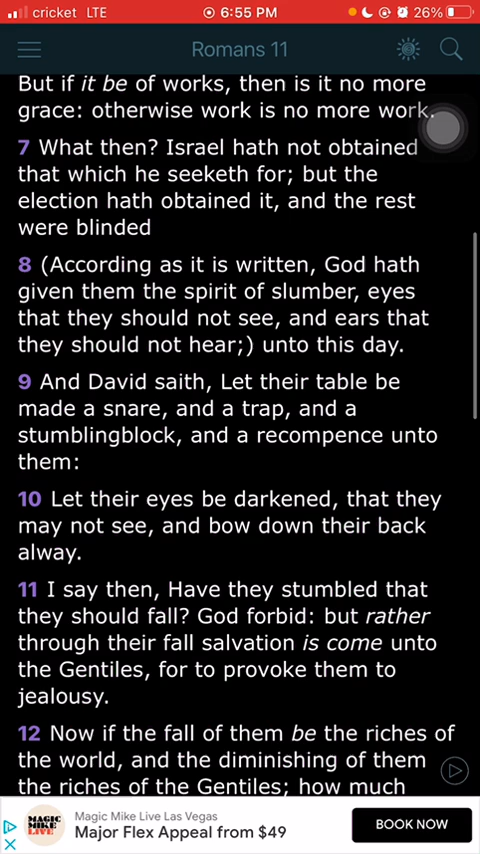 cricket LTE 6:55 PM 26%
Romans 11
But if it be of works, then is it no more
grace: otherwise work is no more work.
7 What then? Israel hath not obtained
that which he seeketh for; but the
election hath obtained it, and the rest
were blinded
8 (According as it is written, God hath
given them the spirit of slumber, eyes
that they should not see, and ears that
they should not hear;) unto this day.
9 And David saith, Let their table be
made a snare, and a trap, and a
stumblingblock, and a recompence unto
them:
10 Let their eyes be darkened, that they
may not see, and bow down their back
alway.
11 I say then, Have they stumbled that
they should fall? God forbid: but rather
through their fall salvation is come unto
the Gentiles, for to provoke them to
jealousy.
12 Now if the fall of them be the riches of
the world, and the diminishing of them
the riches of the Gentiles; how much
MAGIC
MIKE
LIVE
Magic Mike Live Las Vegas
Major Flex Appeal from $49
BOOK NOW